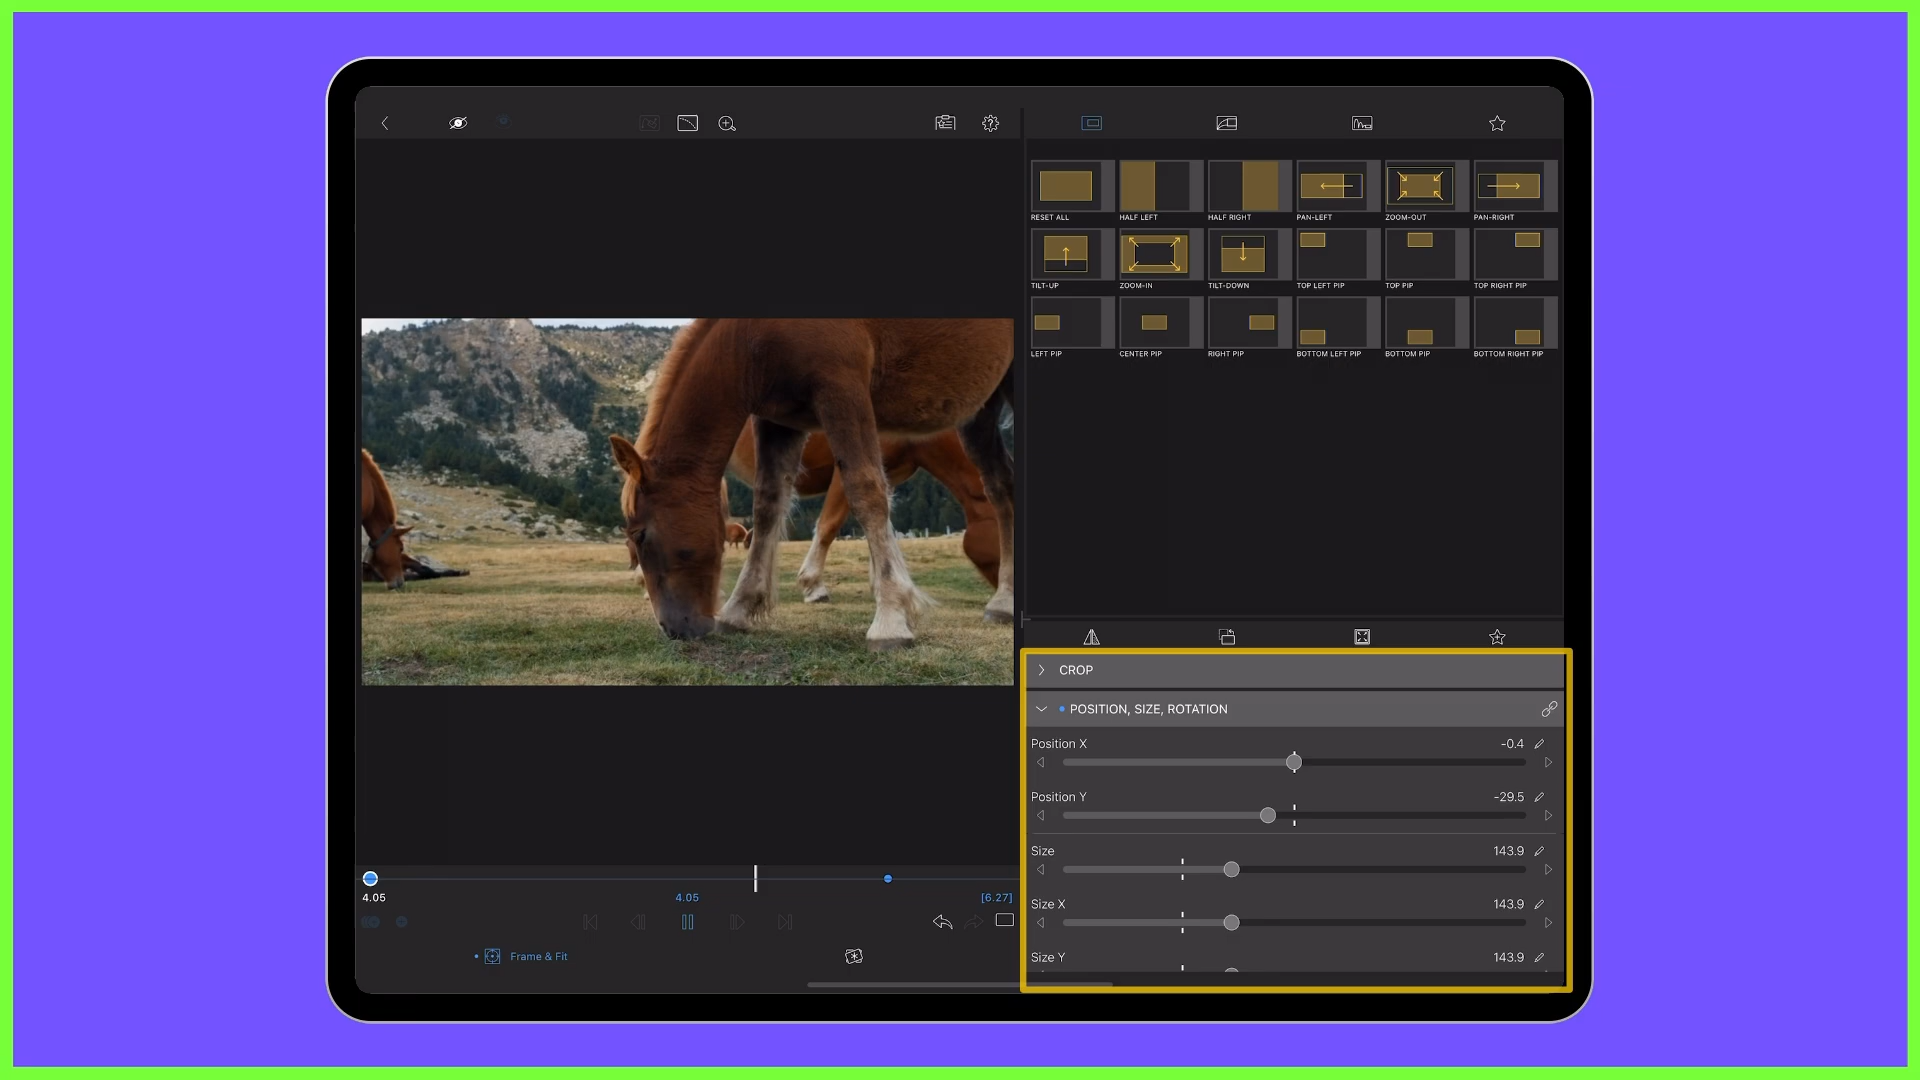 RESET ALL
HALF LEFT
HALF RIGHT
PAN-LEFT
ZOOM-OUT
PAN-RIGHT
TILT-UP
ZOOM-IN
TILT-DOWN
TOP LEFT PIP
TOP PIP
TOP RIGHT PIP
LEFT PIP
CENTER PIP
RIGHT PIP
BOTTOM LEFT PIP
BOTTOM PIP
BOTTOM RIGHT PIP
CROP
POSITION, SIZE, ROTATION
Position X -0.4
Position Y -29.5
Size 143.9
Size X 143.9
Size Y 143.9
4.05 4.05 [6.27]
Frame & Fit